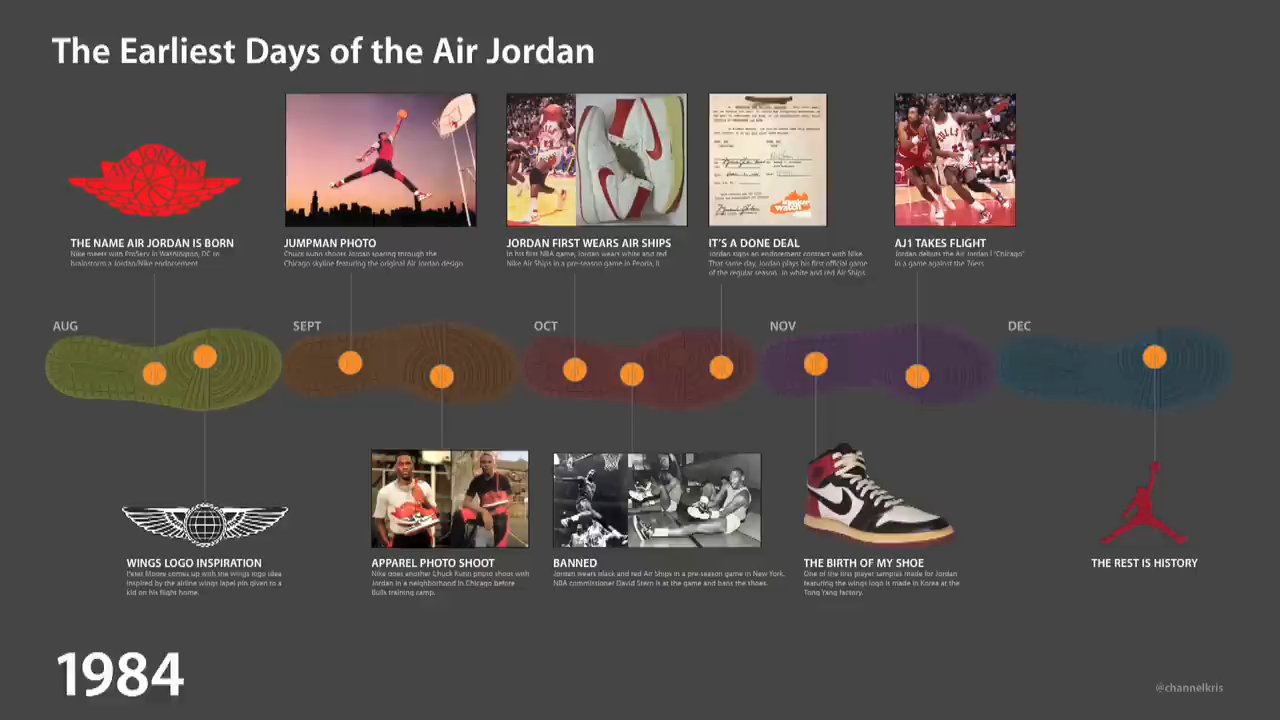 The Earliest Days of the Air Jordan
AIR JORDAN
THE NAME AIR JORDAN IS BORN
Nike meets with ProServ in Washington, DC to
brainstorm a Jordan/Nike endorsement.
JUMPMAN PHOTO
Chuck Kuhn shoots Jordan soaring through the
Chicago skyline featuring the original Air Jordan design.
JORDAN FIRST WEARS AIR SHIPS
In his first NBA game, Jordan wears white and red
Nike Air Ships in a pre-season game in Peoria, Il
IT'S A DONE DEAL
Jordan signs an endorsement contract with Nike.
That same day, Jordan plays his first official game
of the regular season. In white and red Air Ships.
AJ1 TAKES FLIGHT
Jordan debuts the Air Jordan I "Chicago"
in a game against the 76ers.
BULLS
AUG
SEPT
OCT
NOV
DEC
WINGS LOGO INSPIRATION
Peter Moore comes up with the wings logo idea
inspired by the airline wings lapel pin given to a
kid on his flight home.
APPAREL PHOTO SHOOT
Nike does another Chuck Kuhn photo shoot with
Jordan in a neighborhood in Chicago before
Bulls training camp.
BANNED
Jordan wears black and red Air Ships in a pre-season game in New York.
NBA commissioner David Stern is at the game and bans the shoes.
THE BIRTH OF MY SHOE
One of the first player samples made for Jordan
featuring the wings logo is made in Korea at the
Tong Yang factory.
THE REST IS HISTORY
1984
@channelkris